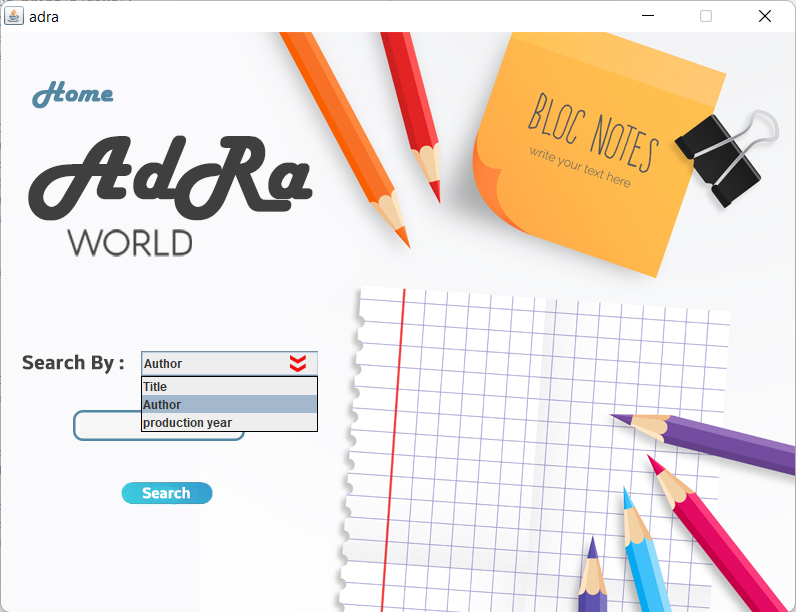 adra
Home
AdRa
WORLD
BLOC NOTES
write your text here
Search By :
Author
Title
Author
production year
Search